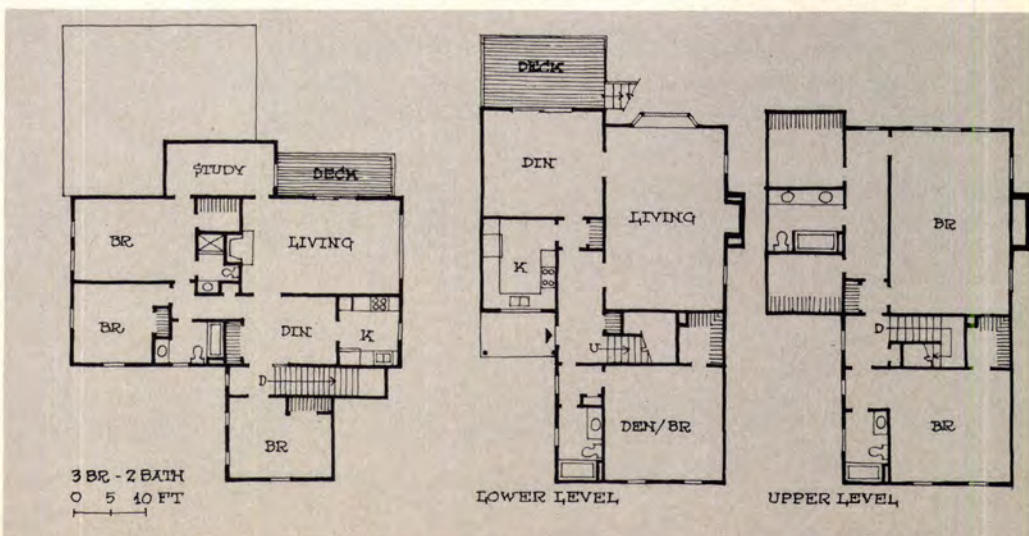 STUDY
DECK
BR
LIVING
BR
DIN
K
D
BR
3 BR - 2 BATH
0 5 10 FT
DECK
DIN
LIVING
K
U
DEN/BR
LOWER LEVEL
BR
D
BR
UPPER LEVEL